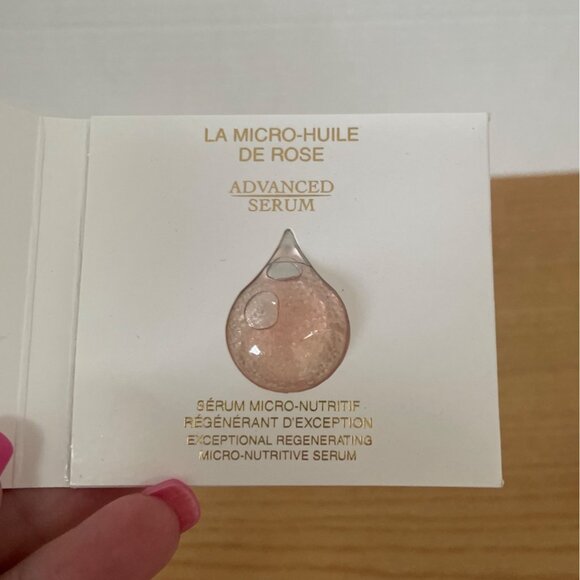 LA MICRO-HUILE
DE ROSE
ADVANCED
SERUM
SÉRUM MICRO-NUTRITIF
RÉGÉNÉRANT D'EXCEPTION
EXCEPTIONAL REGENERATING
MICRO-NUTRITIVE SERUM